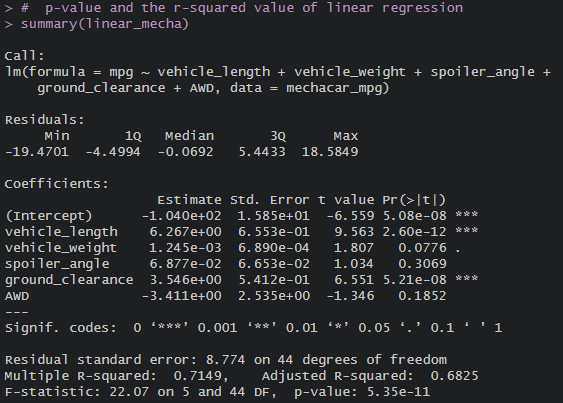 > #  p-value and the r-squared value of linear regression
> summary(linear_mecha)

Call:
lm(formula = mpg ~ vehicle_length + vehicle_weight + spoiler_angle +
    ground_clearance + AWD, data = mechacar_mpg)

Residuals:
     Min       1Q   Median       3Q      Max
-19.4701  -4.4994  -0.0692   5.4433  18.5849

Coefficients:
                   Estimate Std. Error t value Pr(>|t|)
(Intercept)      -1.040e+02  1.585e+01  -6.559 5.08e-08 ***
vehicle_length    6.267e+00  6.553e-01   9.563 2.60e-12 ***
vehicle_weight    1.245e-03  6.890e-04   1.807   0.0776 .
spoiler_angle     6.877e-02  6.653e-02   1.034   0.3069
ground_clearance  3.546e+00  5.412e-01   6.551 5.21e-08 ***
AWD              -3.411e+00  2.535e+00  -1.346   0.1852
---
Signif. codes:  0 ‘***’ 0.001 ‘**’ 0.01 ‘*’ 0.05 ‘.’ 0.1 ‘ ’ 1

Residual standard error: 8.774 on 44 degrees of freedom
Multiple R-squared:  0.7149,    Adjusted R-squared:  0.6825
F-statistic: 22.07 on 5 and 44 DF,  p-value: 5.35e-11